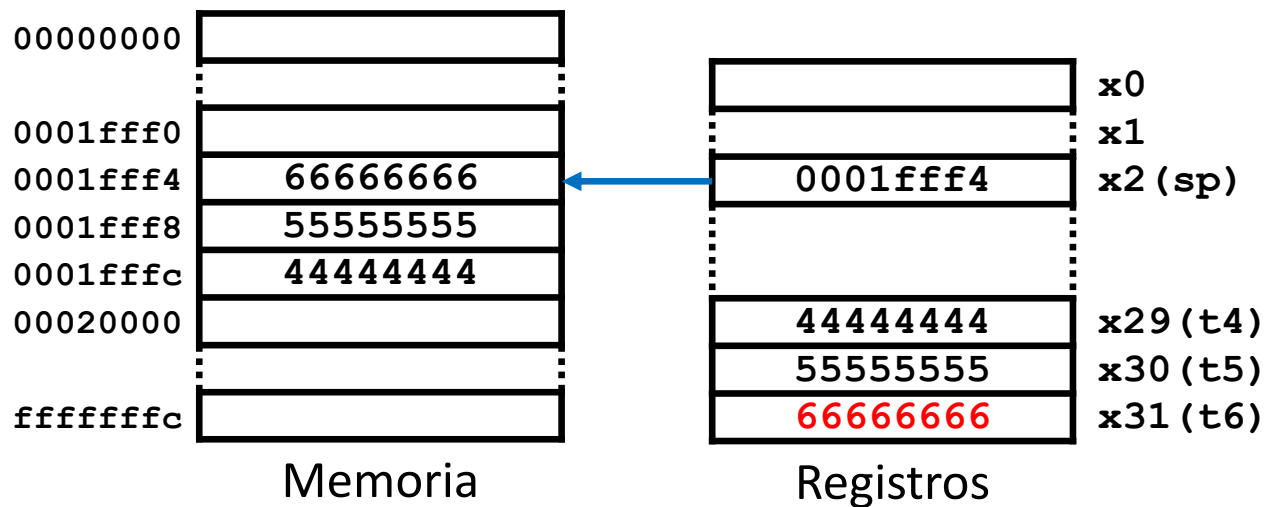 00000000
x0
0001fff0
x1
0001fff4 66666666 0001fff4 x2(sp)
0001fff8 55555555
0001fffc 44444444
00020000 44444444 x29(t4)
55555555 x30(t5)
fffffffc 66666666 x31(t6)
Memoria Registros